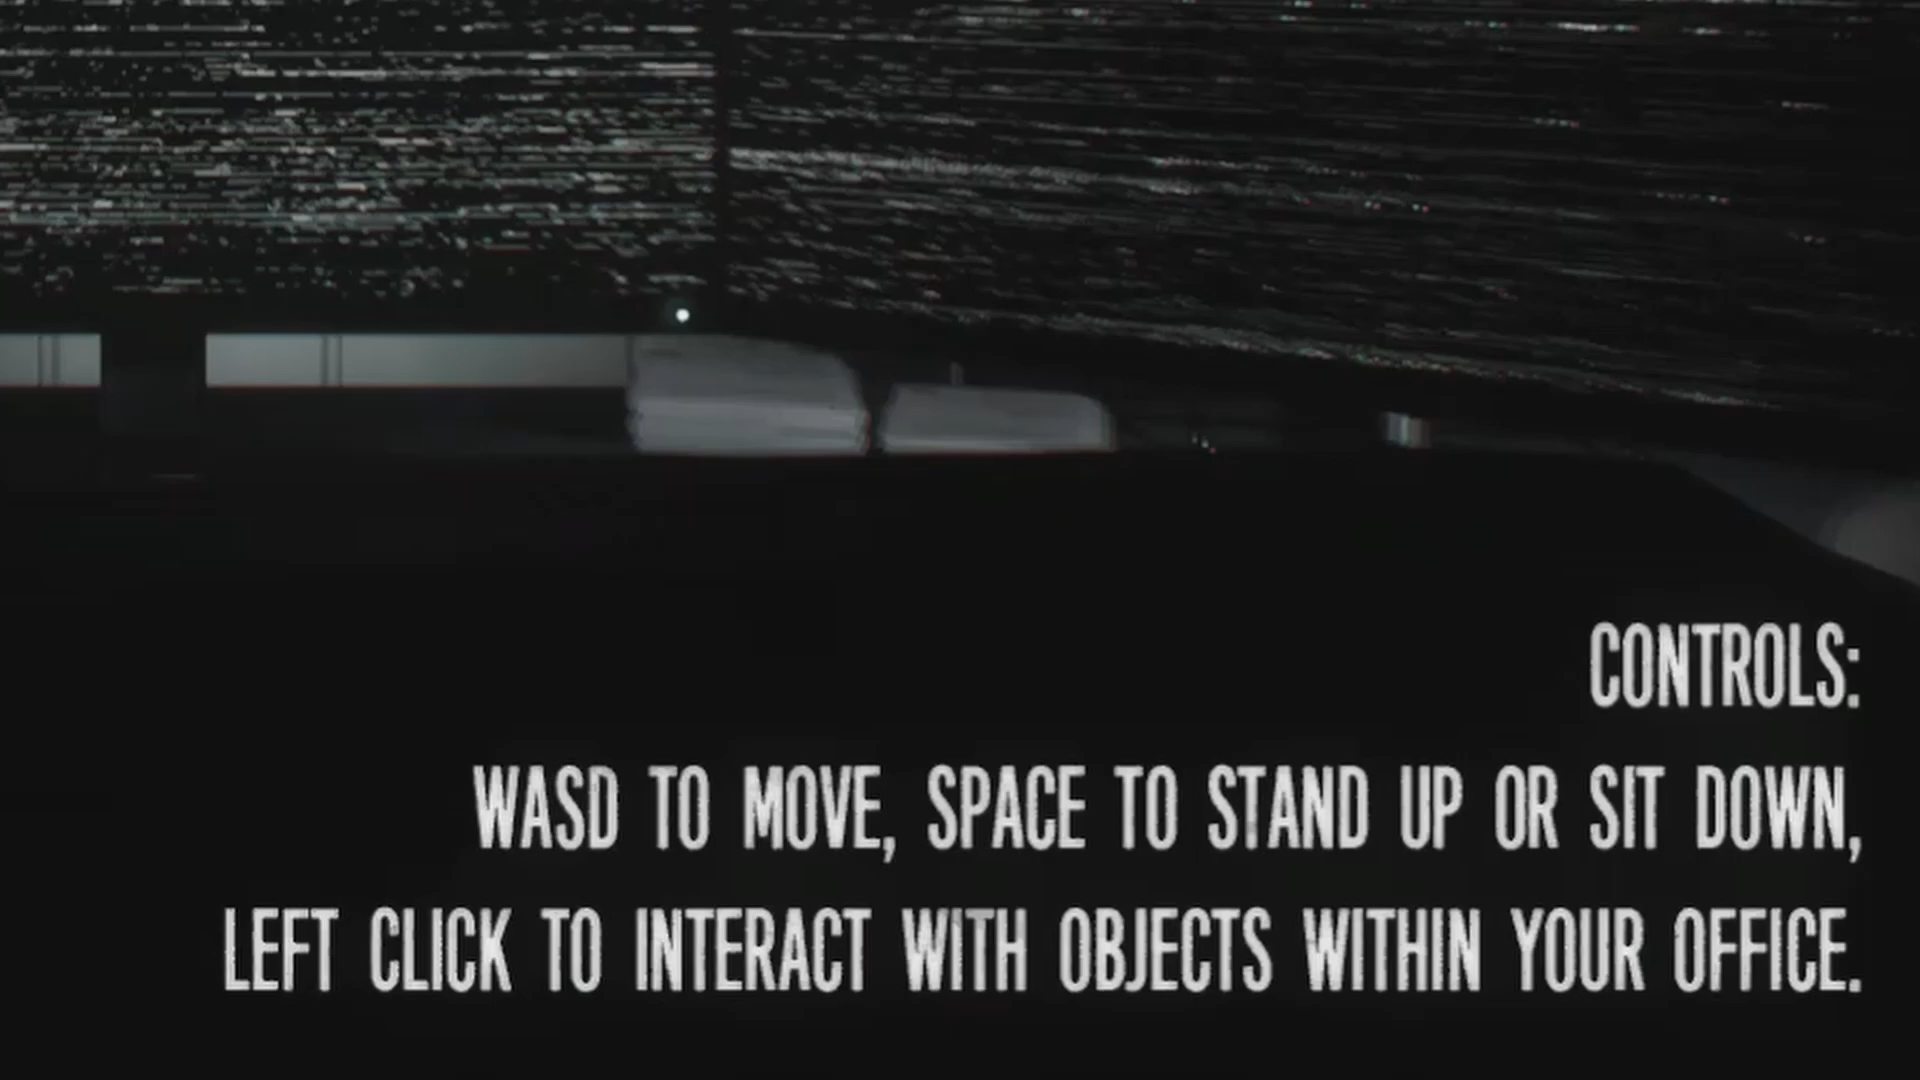 CONTROLS:
WASD TO MOVE, SPACE TO STAND UP OR SIT DOWN,
LEFT CLICK TO INTERACT WITH OBJECTS WITHIN YOUR OFFICE.